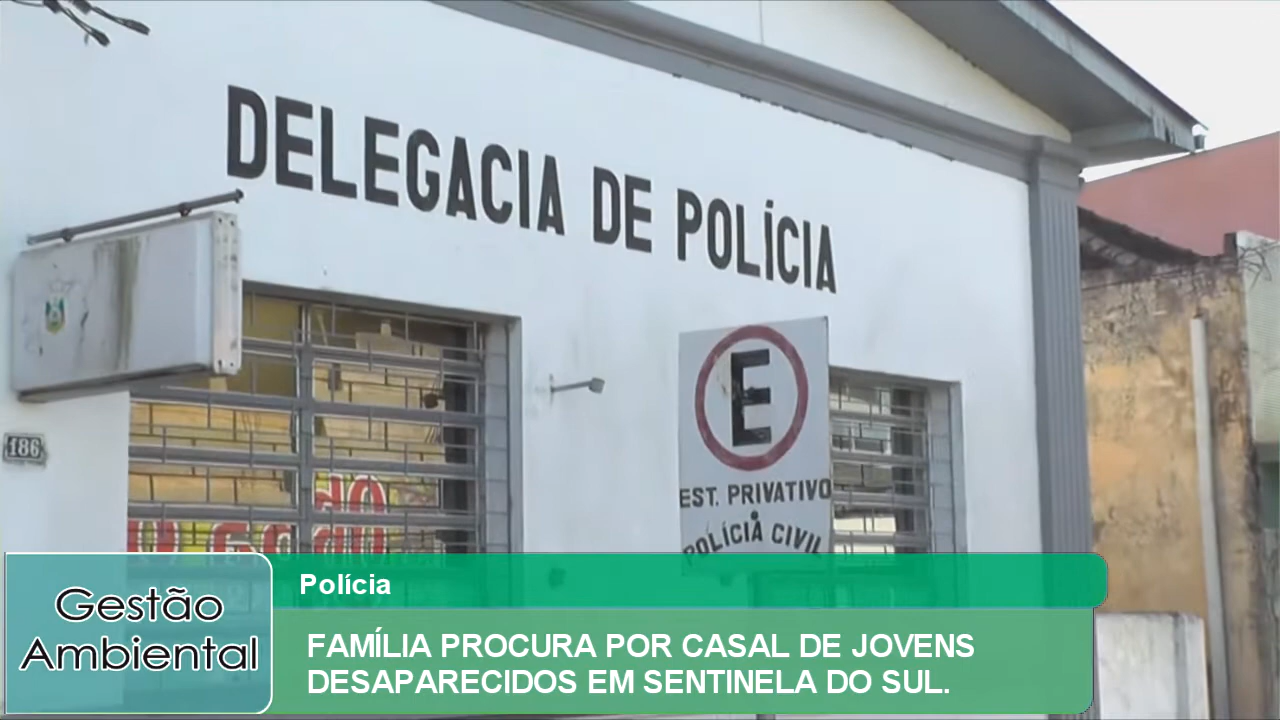 DELEGACIA DE POLÍCIA
186
E
EST. PRIVATIVO
POLÍCIA CIVIL
Gestão
Ambiental
Polícia
FAMÍLIA PROCURA POR CASAL DE JOVENS
DESAPARECIDOS EM SENTINELA DO SUL.